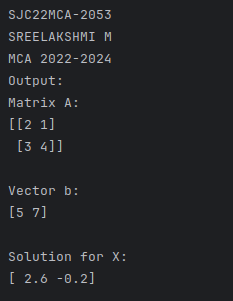 SJC22MCA-2053
SREELAKSHMI M
MCA 2022-2024
Output:
Matrix A:
[[2 1]
 [3 4]]
Vector b:
[5 7]
Solution for X:
[ 2.6 -0.2]